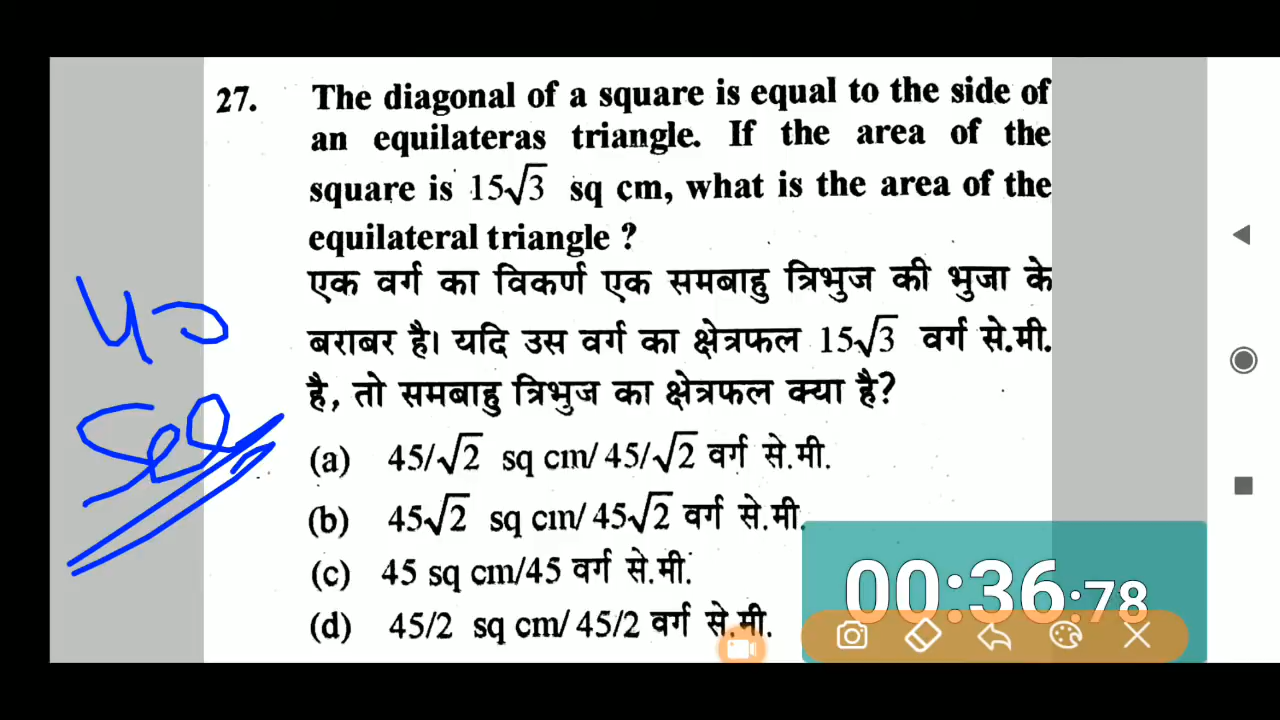 27. The diagonal of a square is equal to the side of
an equilateras triangle. If the area of the
square is 15√3 sq cm, what is the area of the
equilateral triangle ?
एक वर्ग का विकर्ण एक समबाहु त्रिभुज की भुजा के
बराबर है। यदि उस वर्ग का क्षेत्रफल 15√3 वर्ग से.मी.
है, तो समबाहु त्रिभुज का क्षेत्रफल क्या है?
40
Sec
(a) 45/√2 sq cm/ 45/√2 वर्ग से.मी.
(b) 45√2 sq cm/ 45√2 वर्ग से.मी.
(c) 45 sq cm/45 वर्ग से.मी.
(d) 45/2 sq cm/ 45/2 वर्ग से.मी.
00:36:78